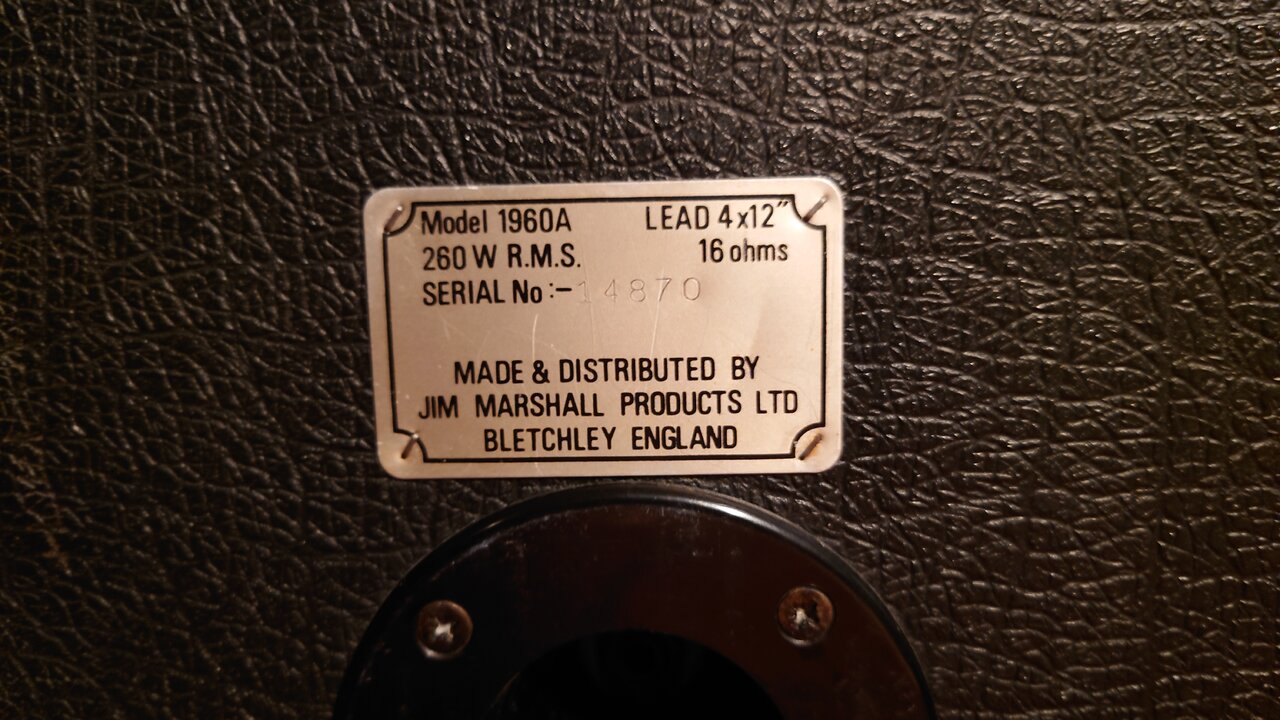 Model 1960A LEAD 4x12"
260 W R.M.S. 16 ohms
SERIAL No :- 14870
MADE & DISTRIBUTED BY
JIM MARSHALL PRODUCTS LTD
BLETCHLEY ENGLAND